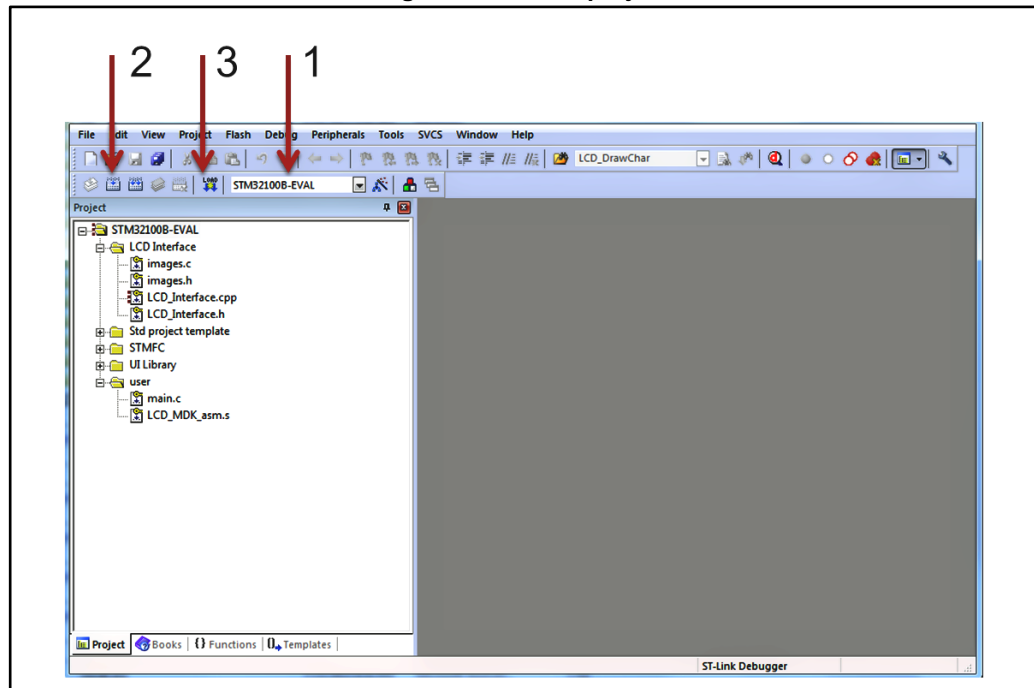 2 3 1
File Edit View Project Flash Debug Peripherals Tools SVCS Window Help
LCD_DrawChar
LOAD STM32100B-EVAL
Project
STM32100B-EVAL
LCD Interface
images.c
images.h
LCD_Interface.cpp
LCD_Interface.h
Std project template
STMFC
UI Library
user
main.c
LCD_MDK_asm.s
Project Books {} Functions 0 Templates
ST-Link Debugger